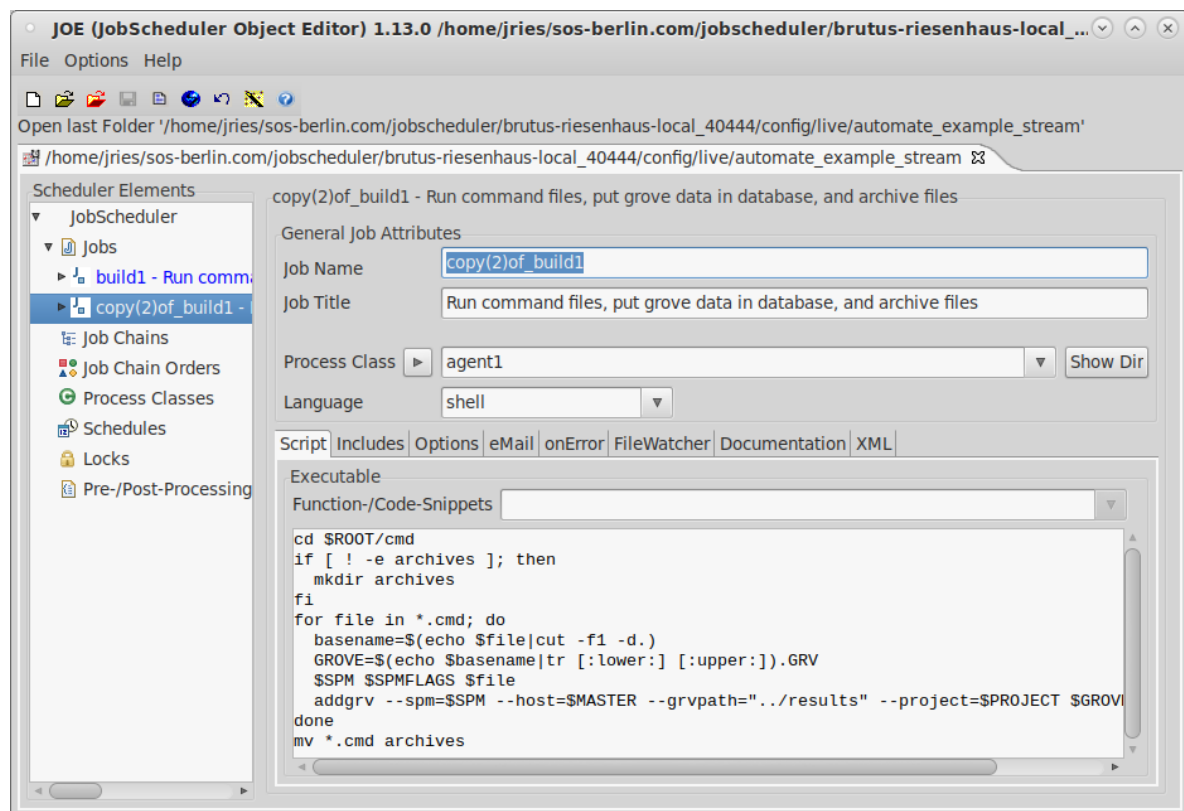 JOE (JobScheduler Object Editor) 1.13.0 /home/jries/sos-berlin.com/jobscheduler/brutus-riesenhaus-local_...
File Options Help
Open last Folder '/home/jries/sos-berlin.com/jobscheduler/brutus-riesenhaus-local_40444/config/live/automate_example_stream'
/home/jries/sos-berlin.com/jobscheduler/brutus-riesenhaus-local_40444/config/live/automate_example_stream
Scheduler Elements
JobScheduler
Jobs
build1 - Run comma
copy(2)of_build1 -
Job Chains
Job Chain Orders
Process Classes
Schedules
Locks
Pre-/Post-Processing
copy(2)of_build1 - Run command files, put grove data in database, and archive files
General Job Attributes
Job Name copy(2)of_build1
Job Title Run command files, put grove data in database, and archive files
Process Class agent1 Show Dir
Language shell
Script Includes Options eMail onError FileWatcher Documentation XML
Executable
Function-/Code-Snippets
cd $ROOT/cmd
if [ ! -e archives ]; then
  mkdir archives
fi
for file in *.cmd; do
  basename=$(echo $file|cut -f1 -d.)
  GROVE=$(echo $basename|tr [:lower:] [:upper:]).GRV
  $SPM $SPMFLAGS $file
  addgrv --spm=$SPM --host=$MASTER --grvpath="../results" --project=$PROJECT $GROVE
done
mv *.cmd archives